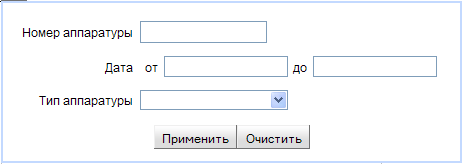 Номер аппаратуры
Дата от до
Тип аппаратуры
Применить Очистить